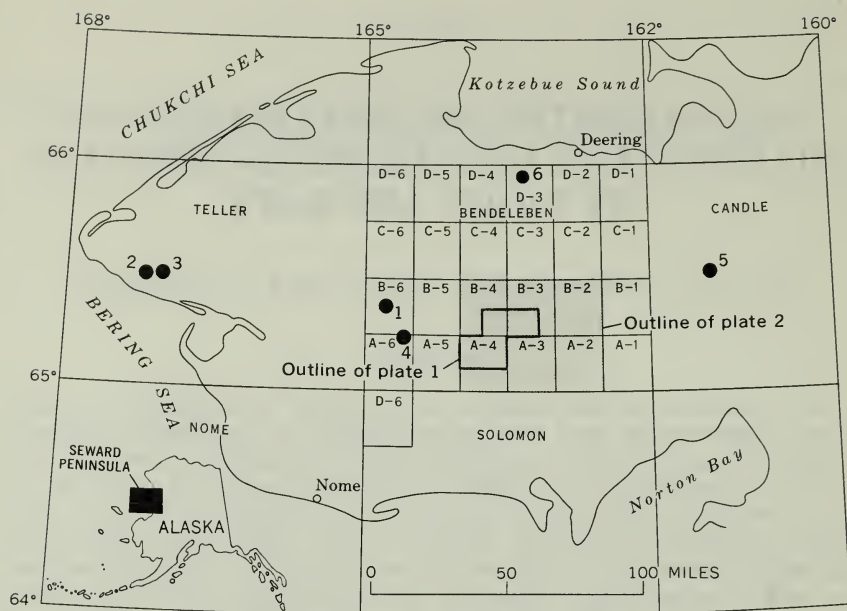 168°
165°
162°
160°
CHUKCHI SEA
Kotzebue Sound
Deering
66°
D-6 D-5 D-4 6 D-2 D-1
D-3
TELLER
BENDELEBEN
CANDLE
C-6 C-5 C-4 C-3 C-2 C-1
2 3
5
B-6 B-5 B-4 B-3 B-2 B-1
1
BERING SEA
Outline of plate 2
4
A-6 A-5 A-4 A-3 A-2 A-1
Outline of plate 1
65°
D-6
NOME
SOLOMON
SEWARD
PENINSULA
Nome
Norton Bay
ALASKA
0 50 100 MILES
64°